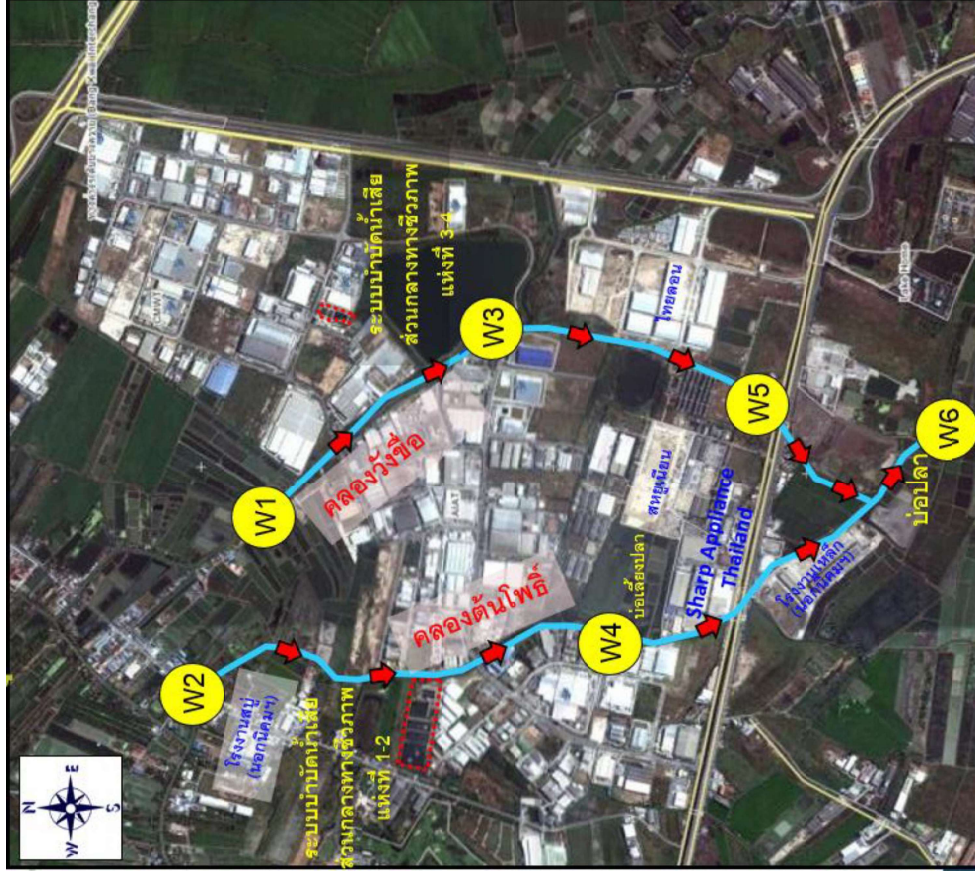 N
W E
S
W2
โรงงานสบู่
(นอกนิคมฯ)
ระบบบำบัดน้ำเสีย
ส่วนกลางทางชีวภาพ
แห่งที่ 1-2
W1
คลองวังขื่อ
คลองต้นโพธิ์
ระบบบำบัดน้ำเสีย
ส่วนกลางทางชีวภาพ
แห่งที่ 3-4
W3
ไทยลอน
W4
บ่อเลี้ยงปลา
สหยูเนียน
Sharp Appliance
Thailand
W5
โรงงานเหล็ก
(นอกนิคมฯ)
บ่อปลา
W6